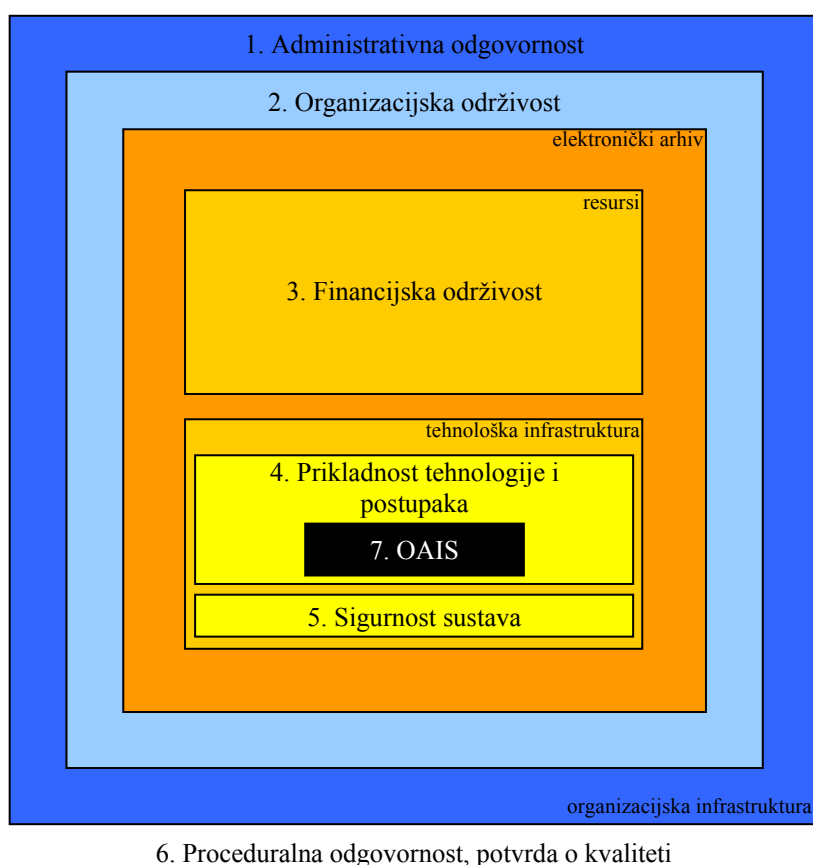 1. Administrativna odgovornost
2. Organizacijska održivost
elektronički arhiv
resursi
3. Financijska održivost
tehnološka infrastruktura
4. Prikladnost tehnologije i
postupaka
7. OAIS
5. Sigurnost sustava
organizacijska infrastruktura
6. Proceduralna odgovornost, potvrda o kvaliteti